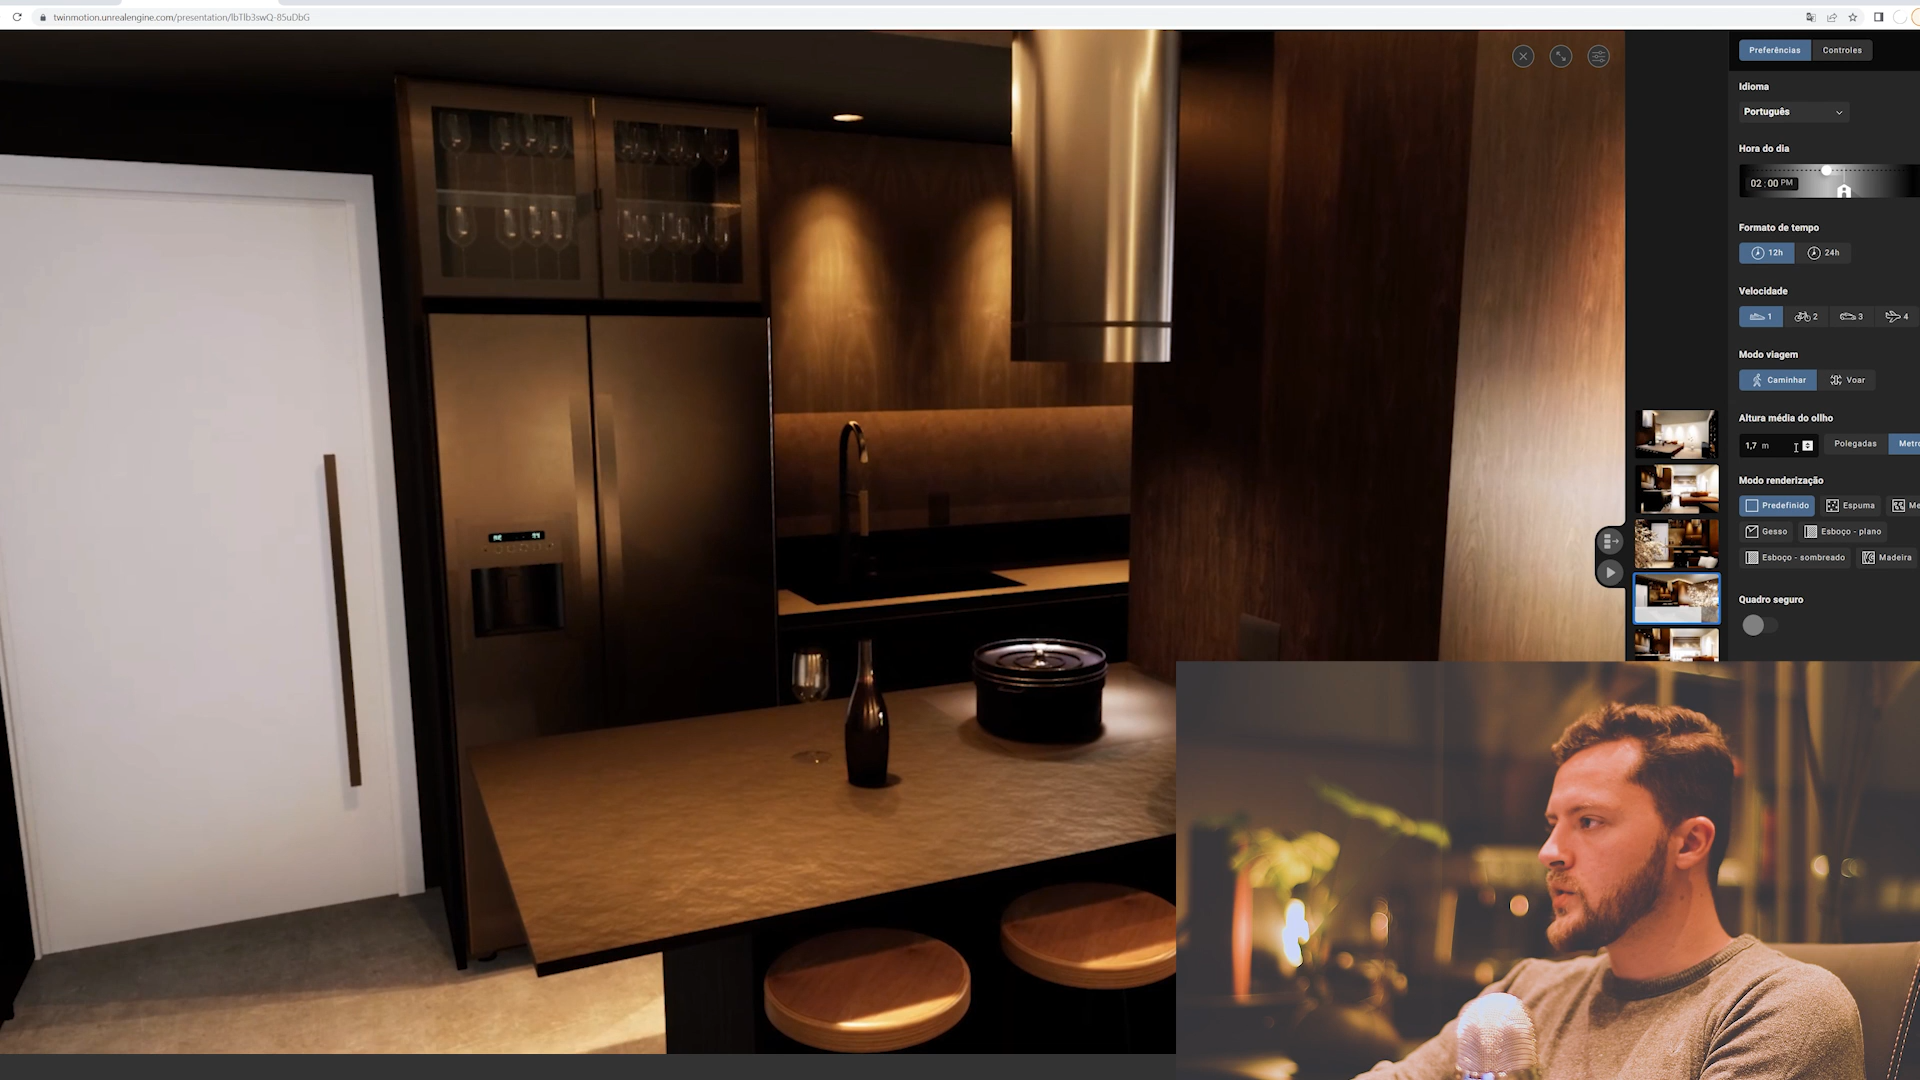 twinmotion.unrealengine.com/presentation/lbTlb3swQ-85uDbG
Preferências Controles
Idioma
Português
Hora do dia
02 : 00 PM
Formato de tempo
12h 24h
Velocidade
1 2 3 4
Modo viagem
Caminhar Voar
Altura média do ollho
1,7 m Polegadas Metro
Modo renderização
Predefinido Espuma Me
Gesso Esboço - plano
Esboço - sombreado Madeira
Quadro seguro